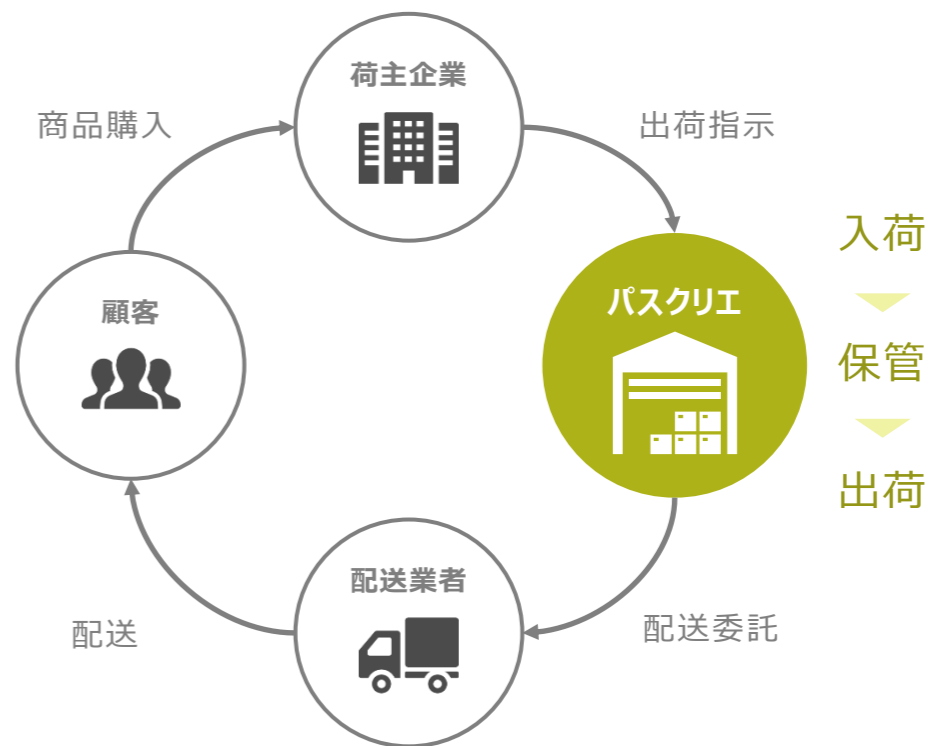 荷主企業
商品購入
出荷指示
入荷
顧客
パスクリエ
保管
出荷
配送業者
配送
配送委託